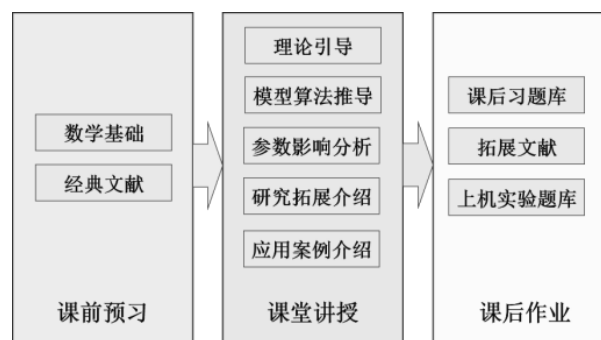 数学基础
经典文献
课前预习
理论引导
模型算法推导
参数影响分析
研究拓展介绍
应用案例介绍
课堂讲授
课后习题库
拓展文献
上机实验题库
课后作业